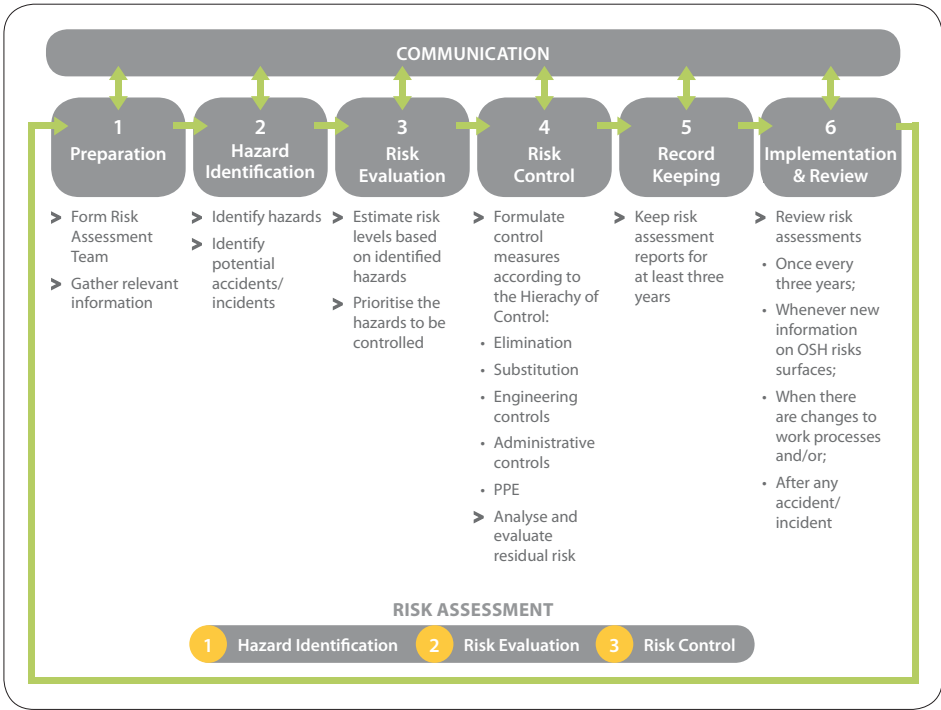 COMMUNICATION
1
Preparation
> Form Risk
Assessment
Team
> Gather relevant
information
2
Hazard
Identification
> Identify hazards
> Identify
potential
accidents/
incidents
3
Risk
Evaluation
> Estimate risk
levels based
on identified
hazards
> Prioritise the
hazards to be
controlled
4
Risk
Control
> Formulate
control
measures
according to
the Hierachy of
Control:
• Elimination
• Substitution
• Engineering
controls
• Administrative
controls
• PPE
> Analyse and
evaluate
residual risk
5
Record
Keeping
> Keep risk
assessment
reports for
at least three
years
6
Implementation
& Review
> Review risk
assessments
• Once every
three years;
• Whenever new
information
on OSH risks
surfaces;
• When there
are changes to
work processes
and/or;
• After any
accident/
incident
RISK ASSESSMENT
1 Hazard Identification 2 Risk Evaluation 3 Risk Control